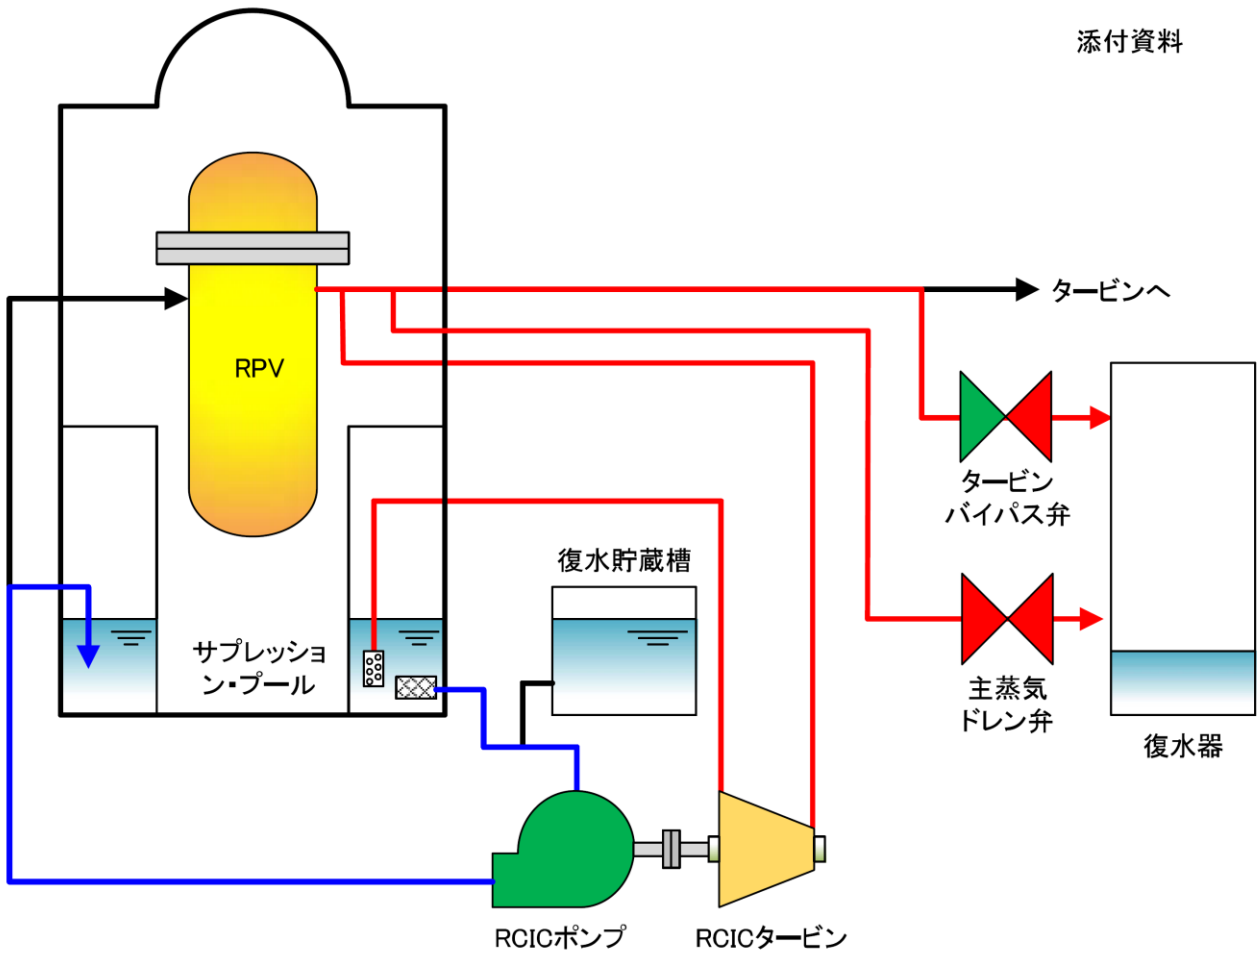 添付資料
タービンへ
RPV
タービン
バイパス弁
復水貯蔵槽
サプレッショ
ン・プール
主蒸気
ドレン弁
復水器
RCICポンプ
RCICタービン